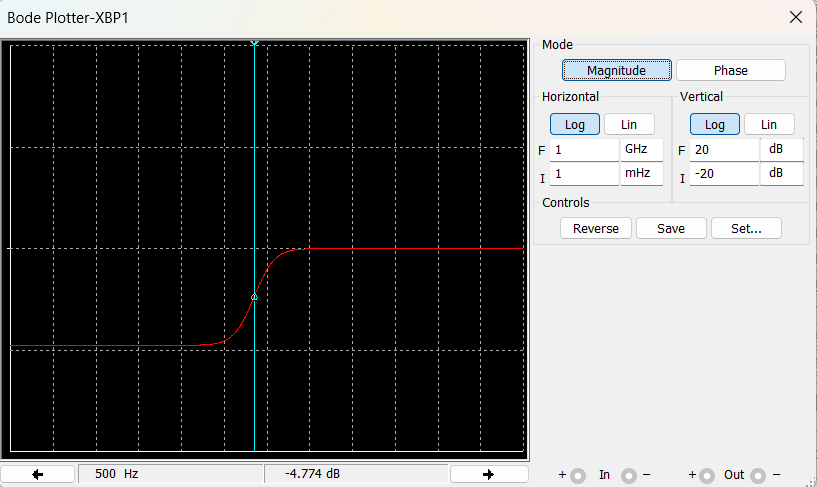 Bode Plotter-XBP1
Mode
Magnitude Phase
Horizontal Vertical
Log Lin Log Lin
F 1 GHz F 20 dB
I 1 mHz I -20 dB
Controls
Reverse Save Set...
500 Hz -4.774 dB
+ In − + Out −